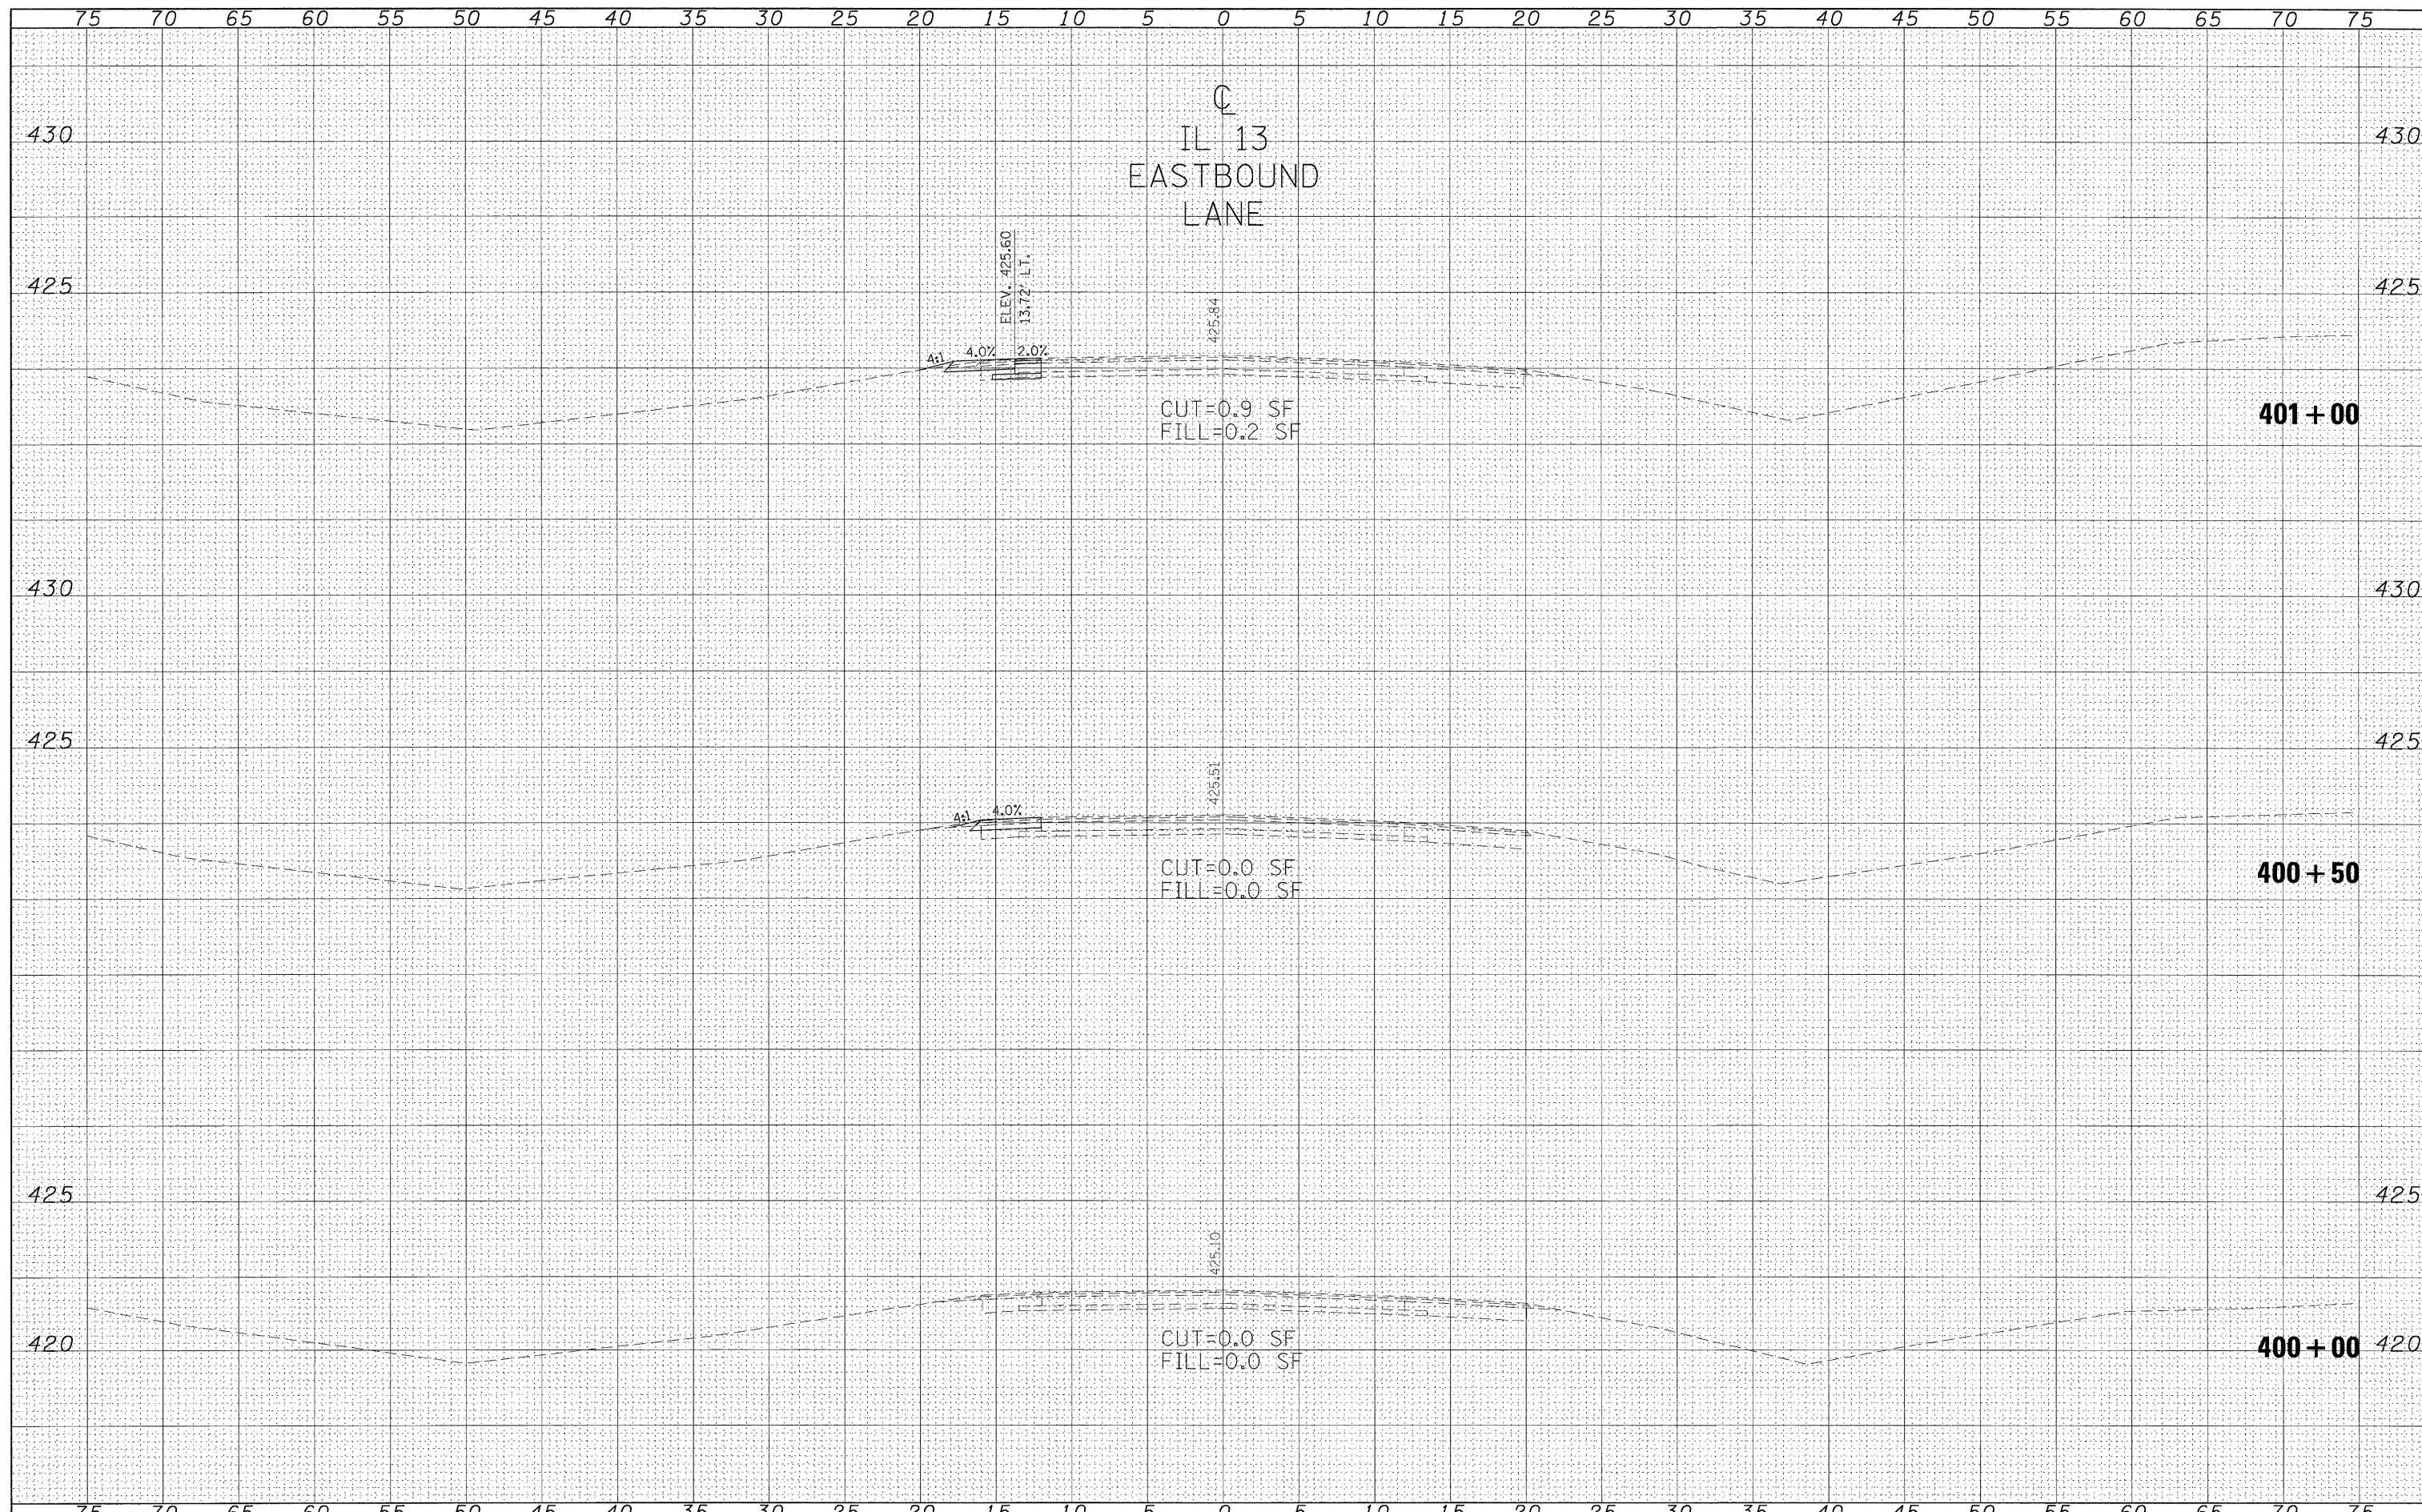 75 70 65 60 55 50 45 40 35 30 25 20 15 10 5 0 5 10 15 20 25 30 35 40 45 50 55 60 65 70 75
℄
IL 13
EASTBOUND
LANE
430 430
425 425
ELEV. 425.60
13.72' LT.
425.84
4:1 4.0% 2.0%
CUT=0.9 SF
FILL=0.2 SF
401+00
430 430
425 425
425.51
4:1 4.0%
CUT=0.0 SF
FILL=0.0 SF
400+50
425 425
425.10
420 420
CUT=0.0 SF
FILL=0.0 SF
400+00
75 70 65 60 55 50 45 40 35 30 25 20 15 10 5 0 5 10 15 20 25 30 35 40 45 50 55 60 65 70 75